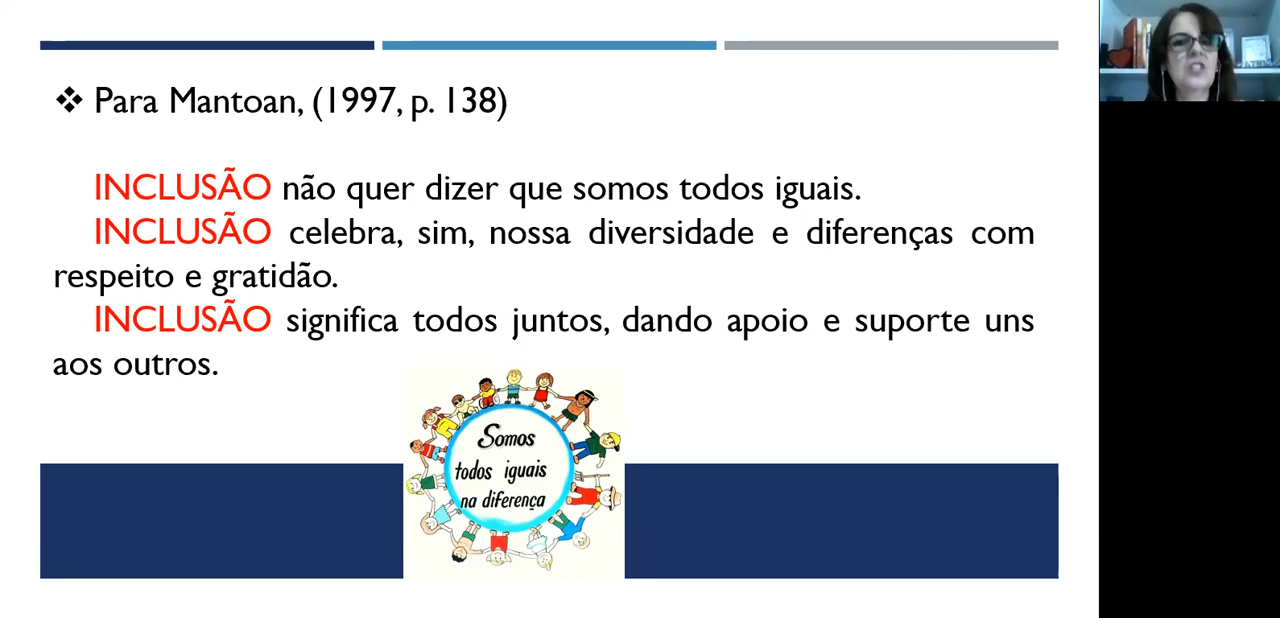 Para Mantoan, (1997, p. 138)
INCLUSÃO não quer dizer que somos todos iguais.
INCLUSÃO celebra, sim, nossa diversidade e diferenças com
respeito e gratidão.
INCLUSÃO significa todos juntos, dando apoio e suporte uns
aos outros.
Somos
todos iguais
na diferença